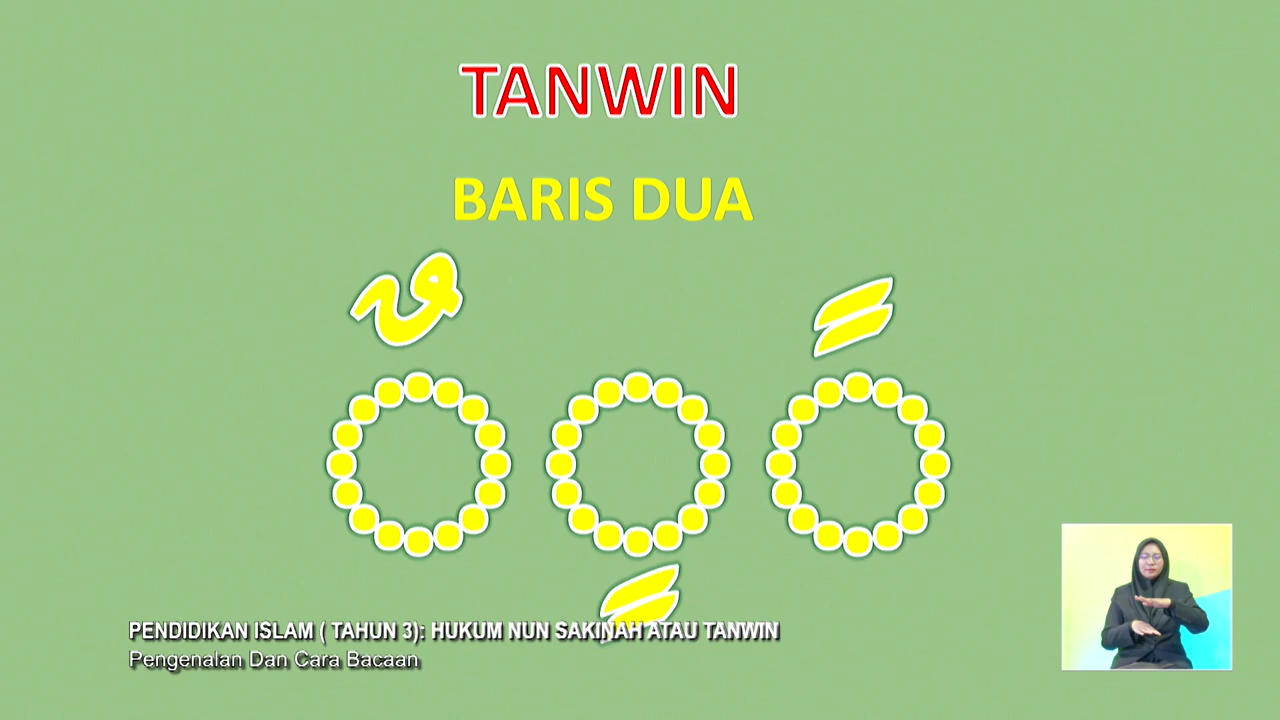 TANWIN
BARIS DUA
◌ً ◌ٍ ◌ٌ
PENDIDIKAN ISLAM ( TAHUN 3): HUKUM NUN SAKINAH ATAU TANWIN
Pengenalan Dan Cara Bacaan